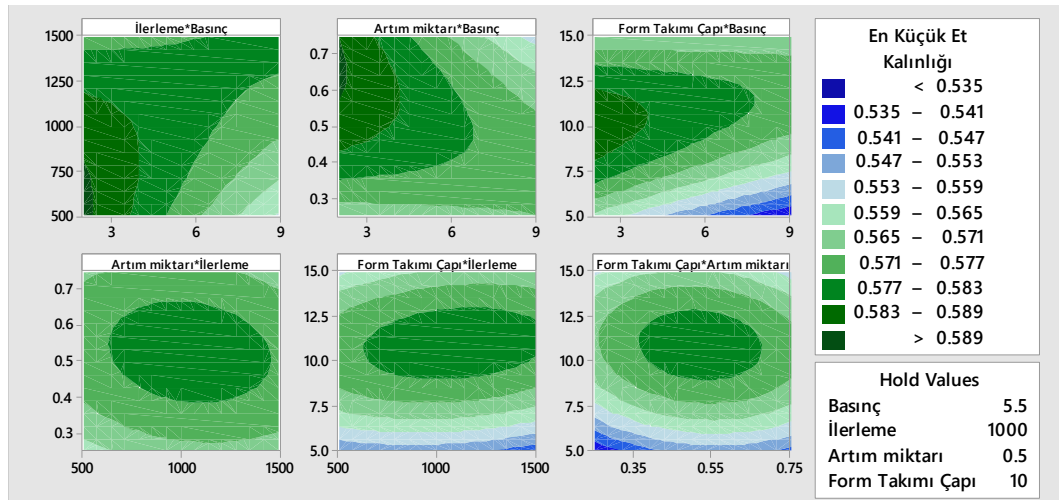 İlerleme*Basınç
1500
1250
1000
750
500
3 6 9
Artım miktarı*Basınç
0.7
0.6
0.5
0.4
0.3
3 6 9
Form Takımı Çapı*Basınç
15.0
12.5
10.0
7.5
5.0
3 6 9
Artım miktarı*İlerleme
0.7
0.6
0.5
0.4
0.3
500 1000 1500
Form Takımı Çapı*İlerleme
15.0
12.5
10.0
7.5
5.0
500 1000 1500
Form Takımı Çapı*Artım miktarı
15.0
12.5
10.0
7.5
5.0
0.35 0.55 0.75
En Küçük Et
Kalınlığı
< 0.535
0.535 – 0.541
0.541 – 0.547
0.547 – 0.553
0.553 – 0.559
0.559 – 0.565
0.565 – 0.571
0.571 – 0.577
0.577 – 0.583
0.583 – 0.589
> 0.589
Hold Values
Basınç 5.5
İlerleme 1000
Artım miktarı 0.5
Form Takımı Çapı 10